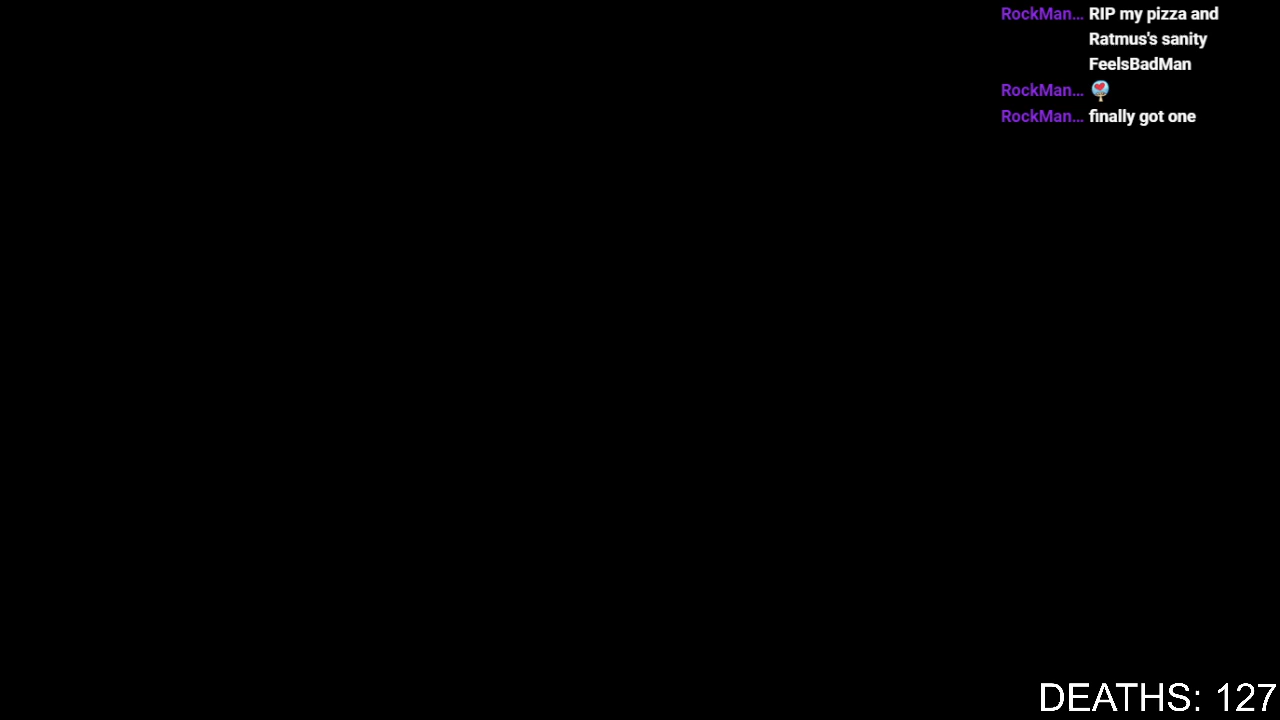 RockMan... RIP my pizza and
Ratmus's sanity
FeelsBadMan
RockMan...
RockMan... finally got one
DEATHS: 127